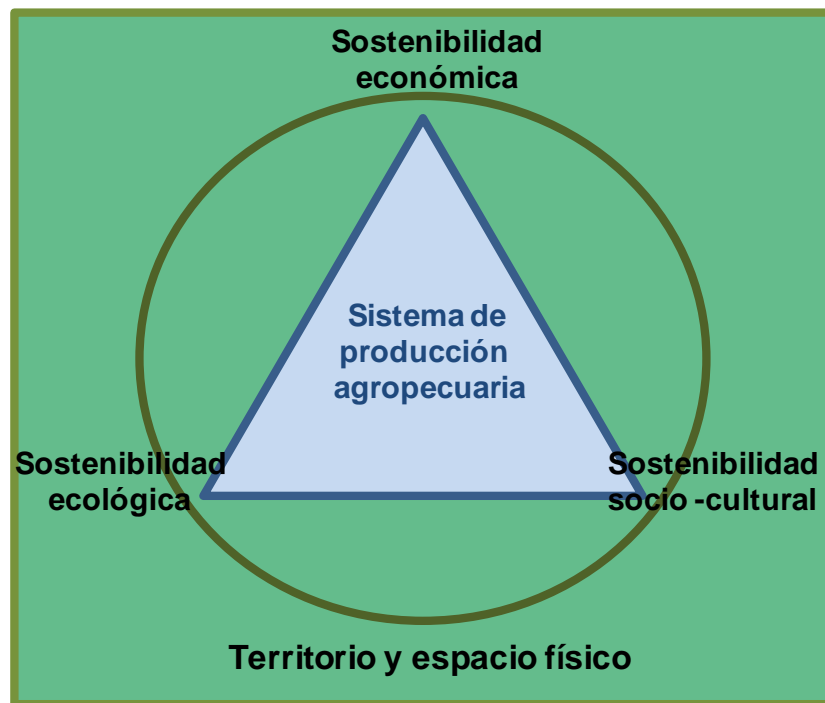 Sostenibilidad
económica
Sistema de
producción
agropecuaria
Sostenibilidad
ecológica
Sostenibilidad
socio -cultural
Territorio y espacio físico